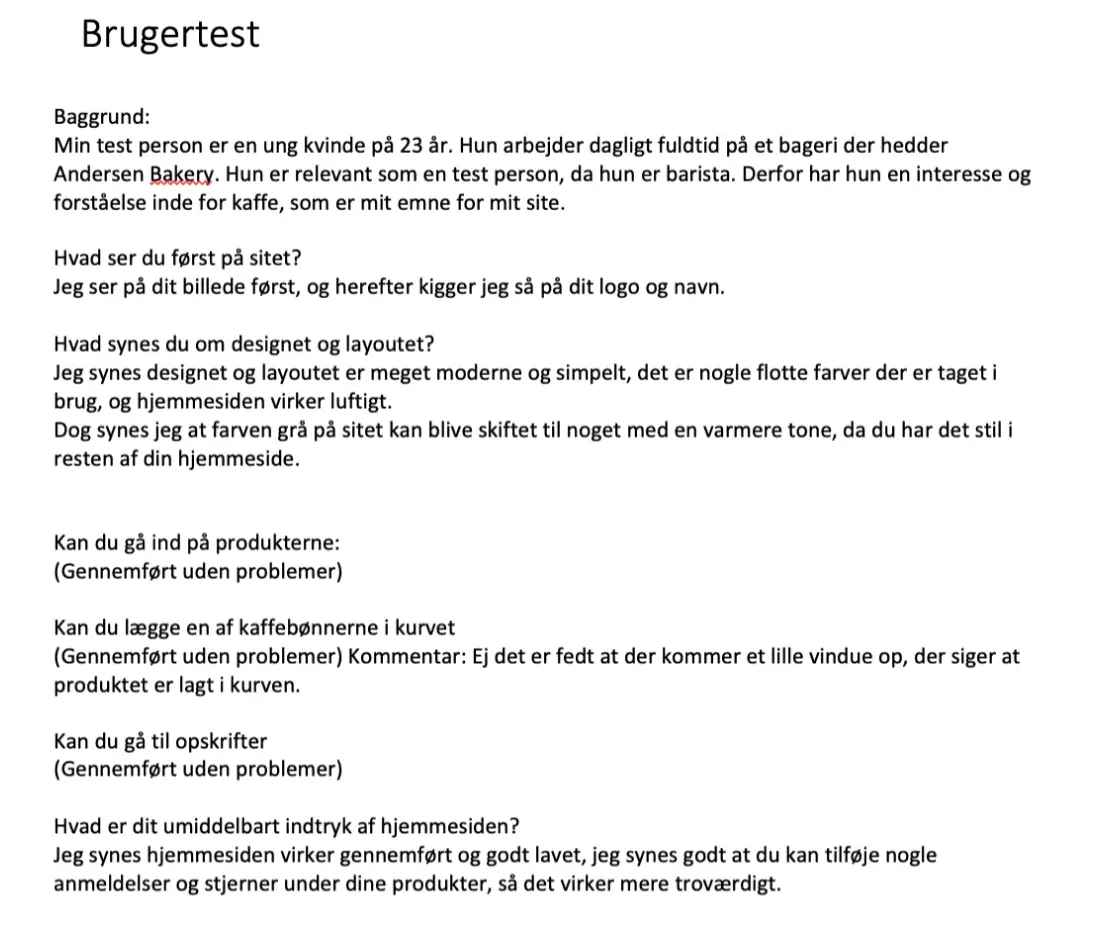 Brugertest
Baggrund:
Min test person er en ung kvinde på 23 år. Hun arbejder dagligt fuldtid på et bageri der hedder
Andersen Bakery. Hun er relevant som en test person, da hun er barista. Derfor har hun en interesse og
forståelse inde for kaffe, som er mit emne for mit site.
Hvad ser du først på sitet?
Jeg ser på dit billede først, og herefter kigger jeg så på dit logo og navn.
Hvad synes du om designet og layoutet?
Jeg synes designet og layoutet er meget moderne og simpelt, det er nogle flotte farver der er taget i
brug, og hjemmesiden virker luftigt.
Dog synes jeg at farven grå på sitet kan blive skiftet til noget med en varmere tone, da du har det stil i
resten af din hjemmeside.
Kan du gå ind på produkterne:
(Gennemført uden problemer)
Kan du lægge en af kaffebønnerne i kurvet
(Gennemført uden problemer) Kommentar: Ej det er fedt at der kommer et lille vindue op, der siger at
produktet er lagt i kurven.
Kan du gå til opskrifter
(Gennemført uden problemer)
Hvad er dit umiddelbart indtryk af hjemmesiden?
Jeg synes hjemmesiden virker gennemført og godt lavet, jeg synes godt at du kan tilføje nogle
anmeldelser og stjerner under dine produkter, så det virker mere troværdigt.